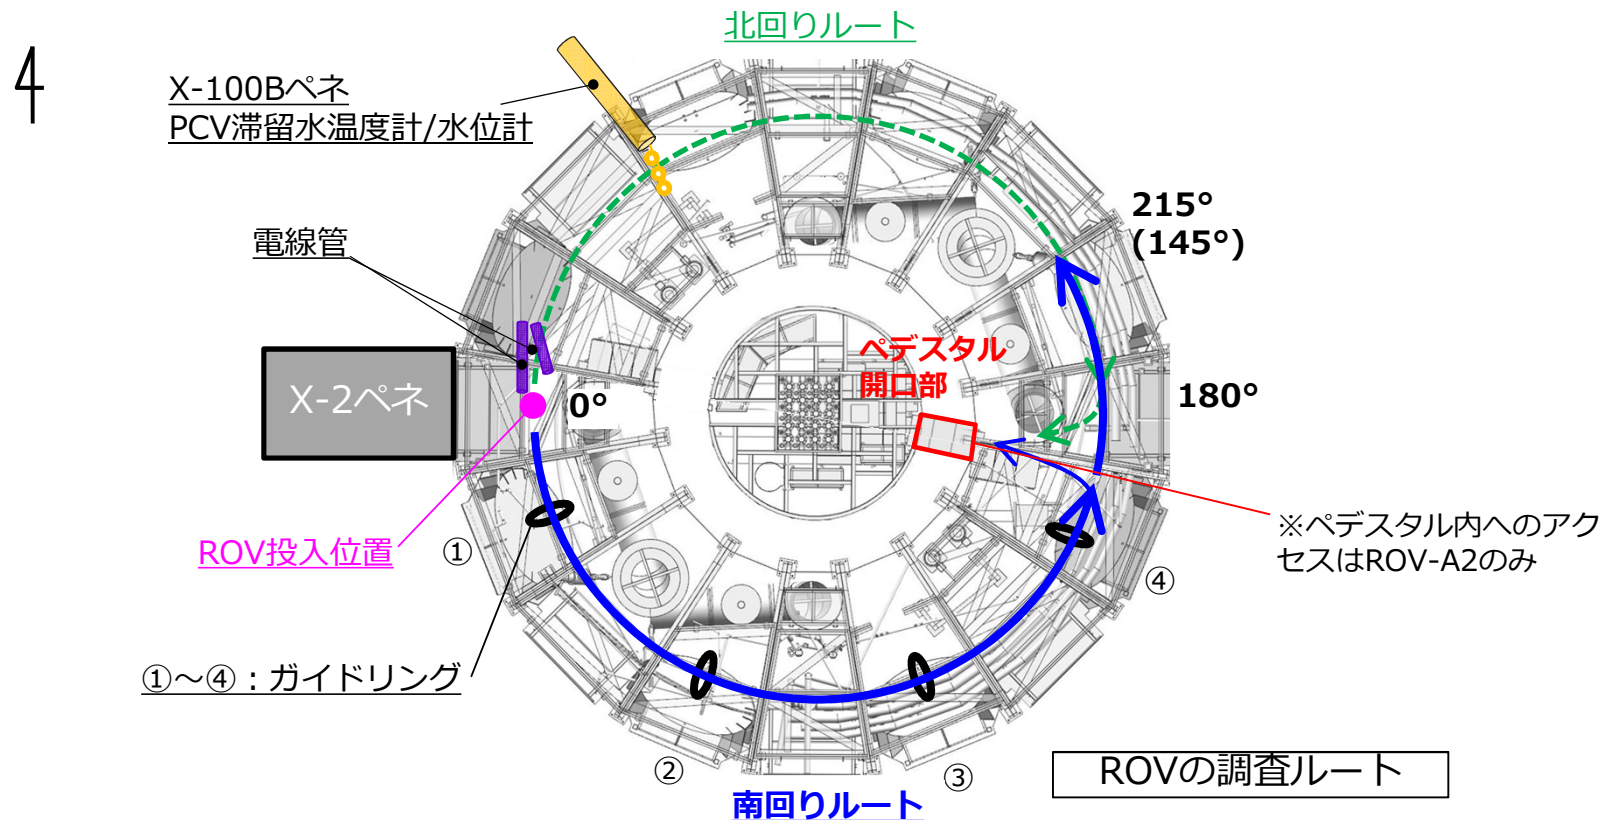 北回りルート
4
X-100Bペネ
PCV滞留水温度計/水位計
電線管
215°
(145°)
ペデスタル
開口部
X-2ペネ
0°
180°
ROV投入位置
①
※ペデスタル内へのアク
セスはROV-A2のみ
④
①～④：ガイドリング
②
③
ROVの調査ルート
南回りルート